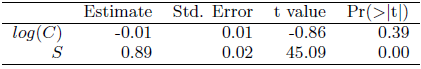 Estimate Std. Error t value Pr(>|t|)
log(C) -0.01 0.01 -0.86 0.39
S 0.89 0.02 45.09 0.00